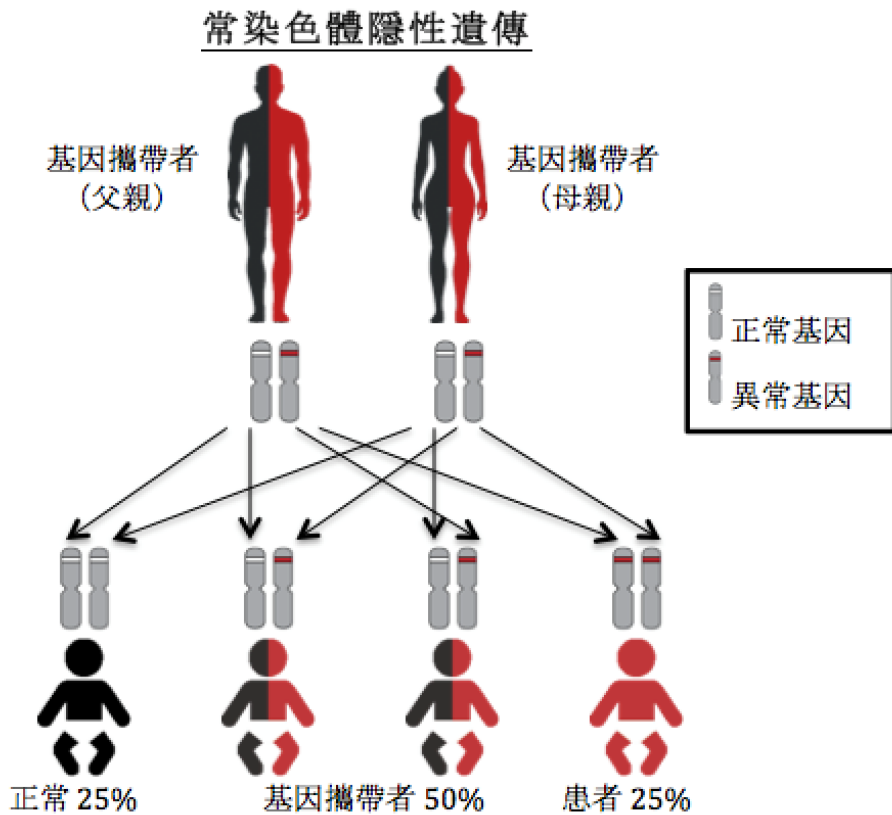 常染色體隱性遺傳
基因攜帶者
（父親）
基因攜帶者
（母親）
正常基因
異常基因
正常 25%
基因攜帶者 50%
患者 25%